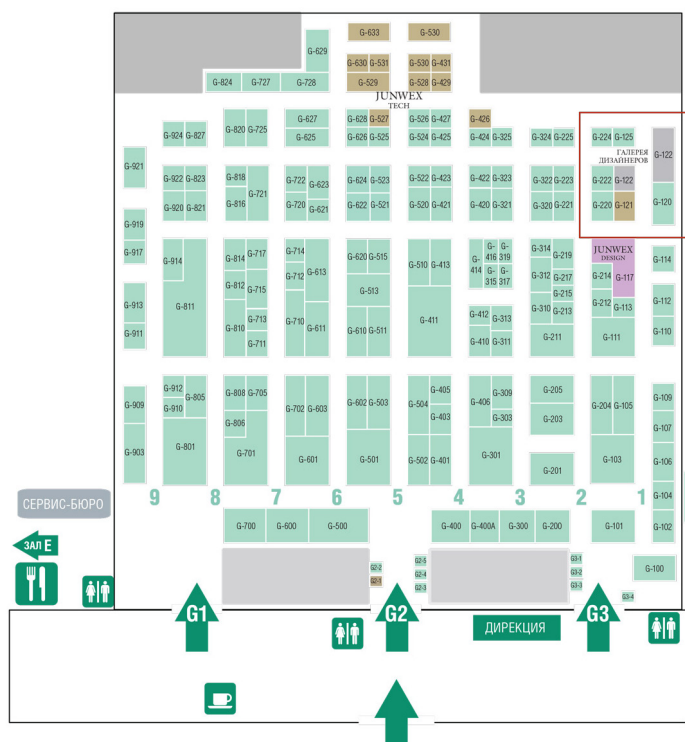 G-633
G-530
G-629
G-630
G-531
G-530
G-431
G-824
G-727
G-728
G-529
G-528
G-429
JUNWEX
TECH
G-924
G-827
G-820
G-725
G-627
G-625
G-628
G-527
G-626
G-525
G-526
G-427
G-524
G-425
G-426
G-424
G-325
G-324
G-225
G-224
G-125
G-122
ГАЛЕРЕЯ
ДИЗАЙНЕРОВ
G-921
G-922
G-823
G-920
G-821
G-818
G-816
G-721
G-722
G-623
G-720
G-621
G-624
G-523
G-622
G-521
G-522
G-423
G-520
G-421
G-422
G-323
G-420
G-321
G-322
G-223
G-320
G-221
G-222
G-122
G-220
G-121
G-120
G-919
G-917
G-914
G-811
G-814
G-717
G-812
G-715
G-810
G-713
G-711
G-714
G-712
G-613
G-710
G-611
G-620
G-515
G-513
G-610
G-511
G-510
G-413
G-411
G-414
G-416
G-319
G-315
G-317
G-412
G-313
G-410
G-311
G-314
G-219
G-312
G-217
G-215
G-310
G-213
G-211
JUNWEX
DESIGN
G-214
G-117
G-212
G-113
G-111
G-114
G-112
G-110
G-913
G-911
G-909
G-903
G-912
G-910
G-805
G-801
G-808
G-705
G-806
G-701
G-702
G-603
G-601
G-602
G-503
G-501
G-504
G-405
G-403
G-502
G-401
G-406
G-309
G-303
G-301
G-205
G-203
G-201
G-204
G-105
G-103
G-109
G-107
G-106
G-104
G-102
9 8 7 6 5 4 3 2 1
СЕРВИС-БЮРО
G-700
G-600
G-500
G-400
G-400A
G-300
G-200
G-101
ЗАЛ E
G2-2
G2-1
G2-5
G2-4
G2-3
G3-1
G3-2
G3-3
G3-4
G-100
G1
G2
G3
ДИРЕКЦИЯ